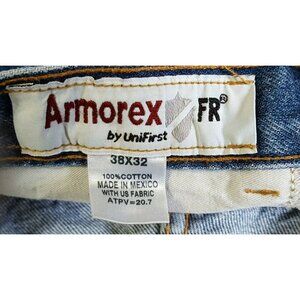 Armorex FR®
by UniFirst
38X32
100%COTTON
MADE IN MEXICO
WITH US FABRIC
ATPV=20.7